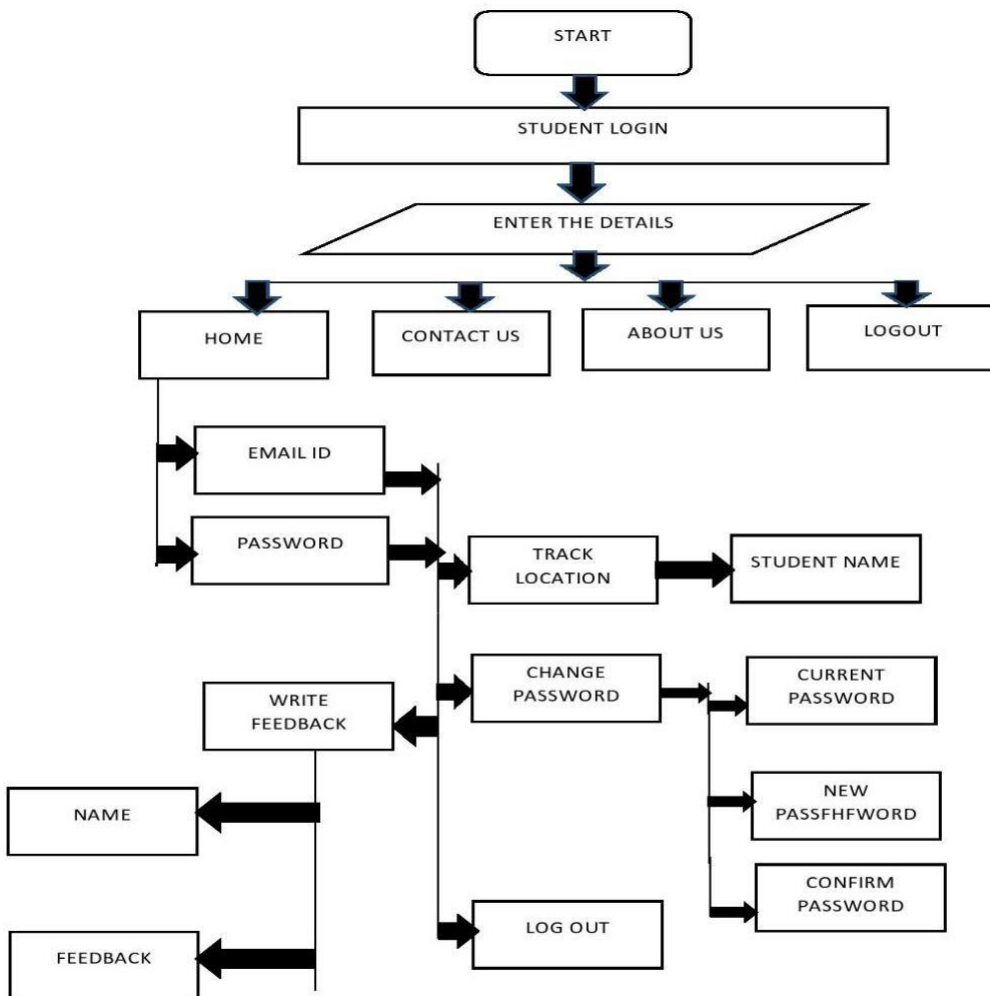 START
STUDENT LOGIN
ENTER THE DETAILS
HOME
CONTACT US
ABOUT US
LOGOUT
EMAIL ID
PASSWORD
TRACK
LOCATION
STUDENT NAME
CHANGE
PASSWORD
CURRENT
PASSWORD
WRITE
FEEDBACK
NAME
NEW
PASSFHFWORD
CONFIRM
PASSWORD
LOG OUT
FEEDBACK